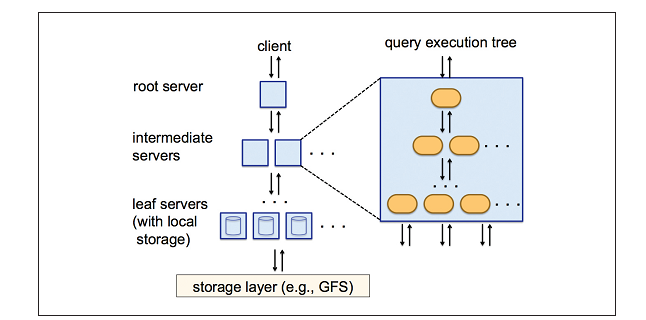 client
query execution tree
root server
intermediate
servers
leaf servers
(with local
storage)
storage layer (e.g., GFS)